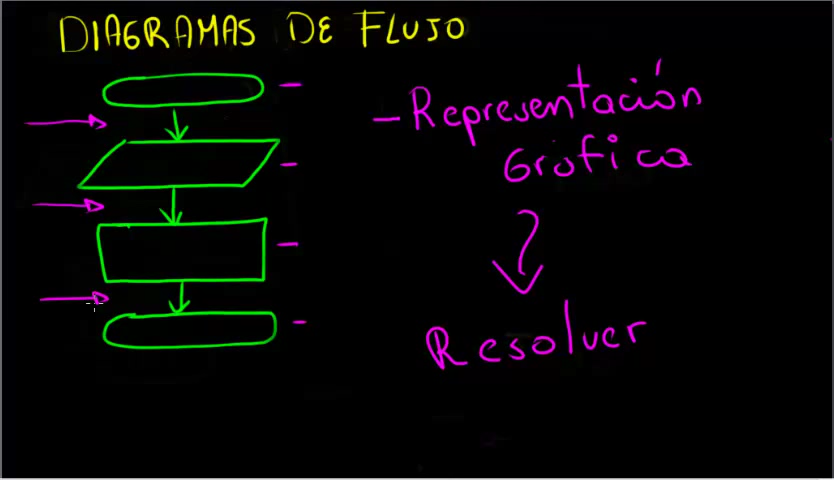 DIAGRAMAS DE FLUJO
- Representación
Gráfica
Resolver